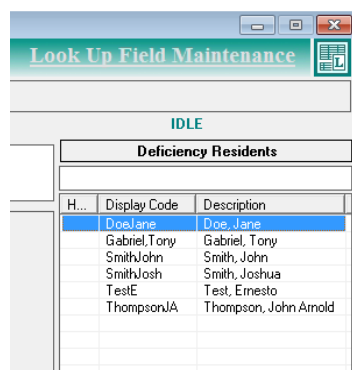 Look Up Field Maintenance
L
IDLE
Deficiency Residents
H... Display Code Description
DoeJane Doe, Jane
Gabriel,Tony Gabriel, Tony
SmithJohn Smith, John
SmithJosh Smith, Joshua
TestE Test, Ernesto
ThompsonJA Thompson, John Arnold